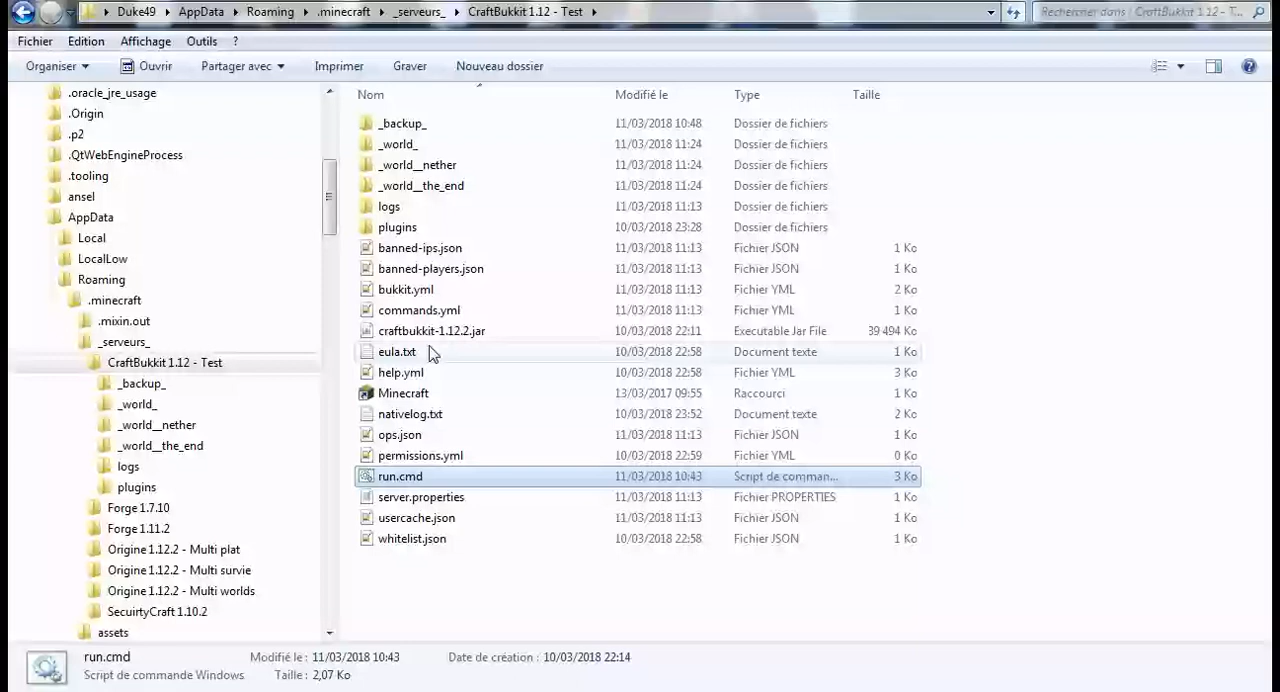 Duke49 ▸ AppData ▸ Roaming ▸ .minecraft ▸ _serveurs_ ▸ CraftBukkit 1.12 - Test ▸
Rechercher dans : CraftBukkit 1.12 - T...
Fichier Edition Affichage Outils ?
Organiser Ouvrir Partager avec Imprimer Graver Nouveau dossier
.oracle_jre_usage
.Origin
.p2
.QtWebEngineProcess
.tooling
ansel
AppData
Local
LocalLow
Roaming
.minecraft
.mixin.out
_serveurs_
CraftBukkit 1.12 - Test
_backup_
_world_
_world__nether
_world__the_end
logs
plugins
Forge 1.7.10
Forge 1.11.2
Origine 1.12.2 - Multi plat
Origine 1.12.2 - Multi survie
Origine 1.12.2 - Multi worlds
SecuirtyCraft 1.10.2
assets
Nom Modifié le Type Taille
_backup_ 11/03/2018 10:48 Dossier de fichiers
_world_ 11/03/2018 11:24 Dossier de fichiers
_world__nether 11/03/2018 11:24 Dossier de fichiers
_world__the_end 11/03/2018 11:24 Dossier de fichiers
logs 11/03/2018 11:13 Dossier de fichiers
plugins 10/03/2018 23:28 Dossier de fichiers
banned-ips.json 11/03/2018 11:13 Fichier JSON 1 Ko
banned-players.json 11/03/2018 11:13 Fichier JSON 1 Ko
bukkit.yml 11/03/2018 11:13 Fichier YML 2 Ko
commands.yml 11/03/2018 11:13 Fichier YML 1 Ko
craftbukkit-1.12.2.jar 10/03/2018 22:11 Executable Jar File 39 494 Ko
eula.txt 10/03/2018 22:58 Document texte 1 Ko
help.yml 10/03/2018 22:58 Fichier YML 3 Ko
Minecraft 13/03/2017 09:55 Raccourci 1 Ko
nativelog.txt 10/03/2018 23:52 Document texte 2 Ko
ops.json 11/03/2018 11:13 Fichier JSON 1 Ko
permissions.yml 10/03/2018 22:59 Fichier YML 0 Ko
run.cmd 11/03/2018 10:43 Script de comman... 3 Ko
server.properties 11/03/2018 11:13 Fichier PROPERTIES 1 Ko
usercache.json 11/03/2018 11:13 Fichier JSON 1 Ko
whitelist.json 10/03/2018 22:58 Fichier JSON 1 Ko
run.cmd Modifié le : 11/03/2018 10:43 Date de création : 10/03/2018 22:14
Script de commande Windows Taille : 2,07 Ko